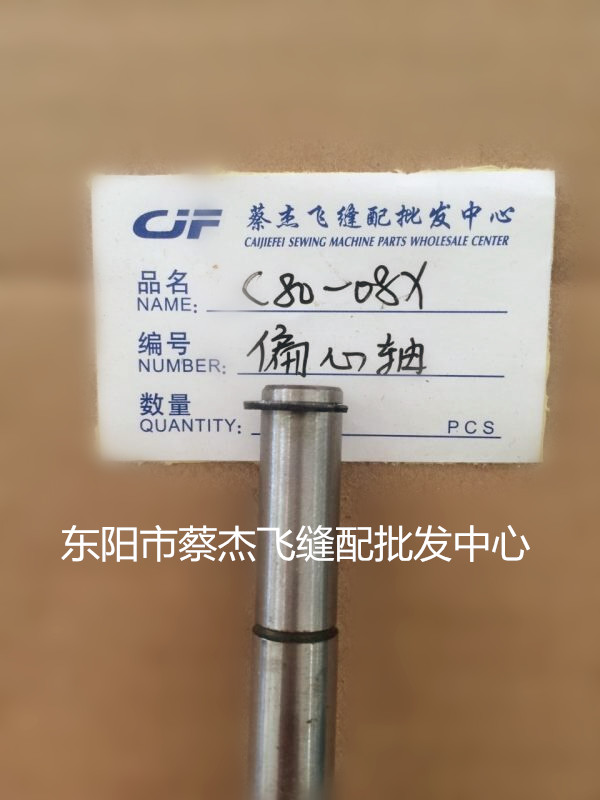 CJF 蔡杰飞缝配批发中心
CAIJIEFEI SEWING MACHINE PARTS WHOLESALE CENTER
品名
NAME: C80-08X
编号
NUMBER: 偏心轴
数量
QUANTITY: PCS
东阳市蔡杰飞缝配批发中心